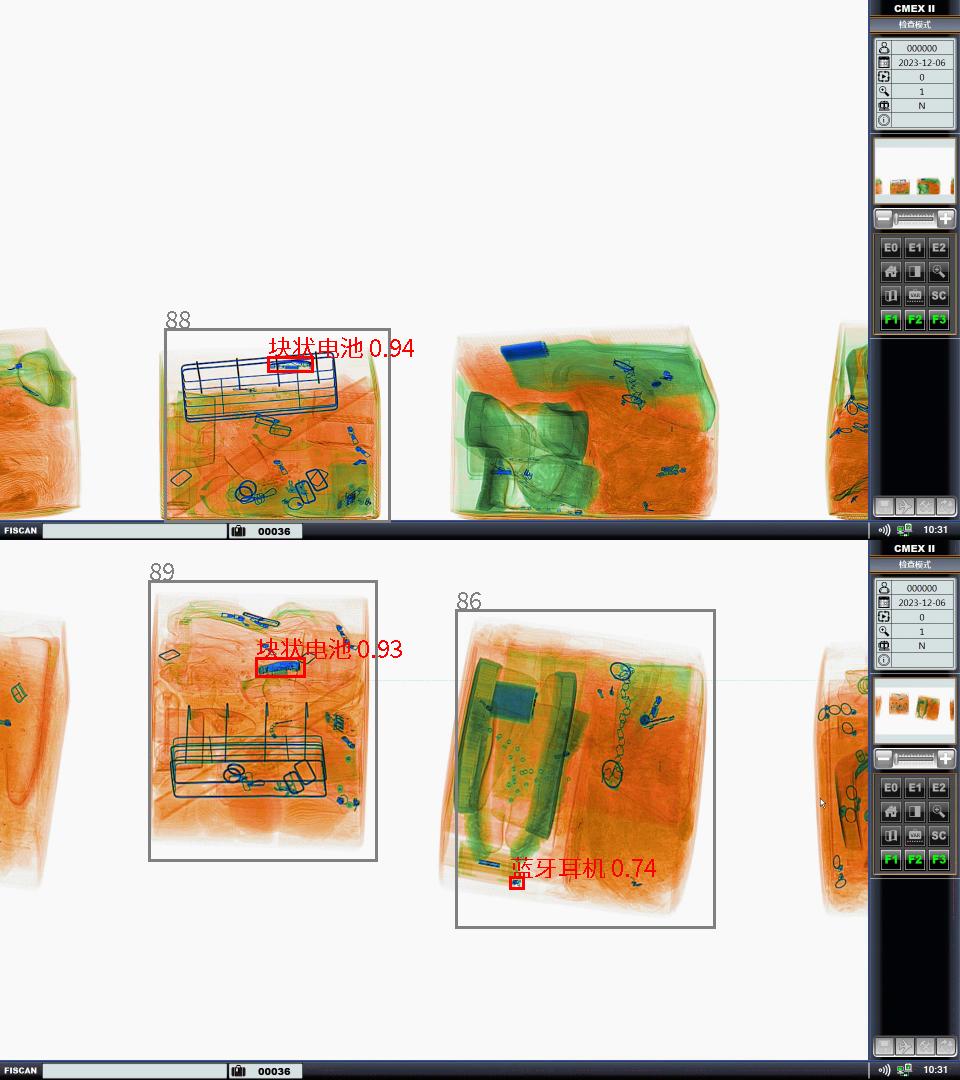 CMEX II
检查模式
000000
2023-12-06
0
1
N
E0 E1 E2
SC
F1 F2 F3
88
块状电池 0.94
FISCAN
00036
10:31
CMEX II
检查模式
000000
2023-12-06
0
1
N
E0 E1 E2
SC
F1 F2 F3
89
块状电池 0.93
86
蓝牙耳机 0.74
FISCAN
00036
10:31